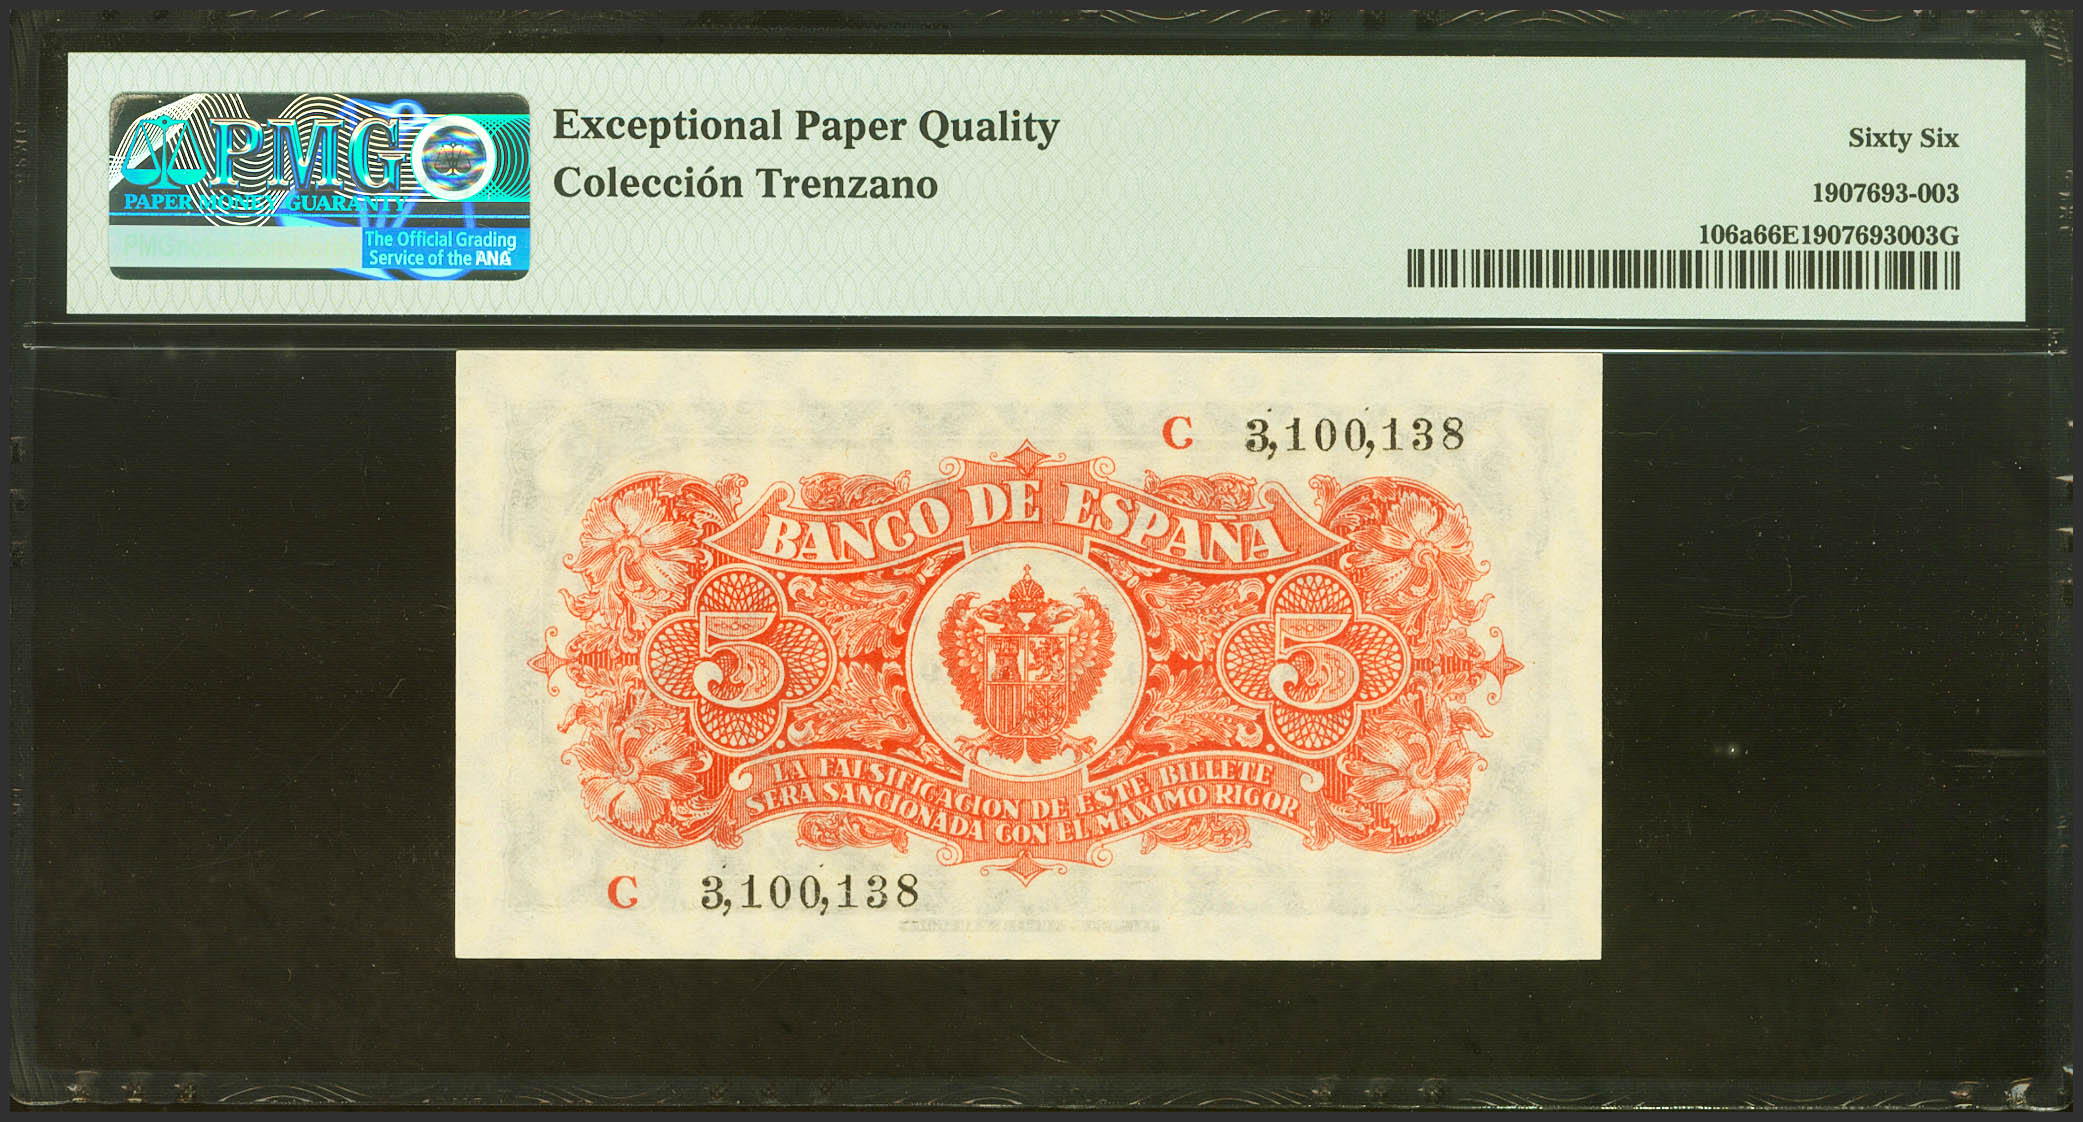 PMG
PAPER MONEY GUARANTY
The Official Grading
Service of the ANA
Exceptional Paper Quality
Colección Trenzano
Sixty Six
1907693-003
106a66E1907693003G
C 3,100,138
BANCO DE ESPAÑA
5 5
LA FALSIFICACION DE ESTE BILLETE
SERA SANCIONADA CON EL MAXIMO RIGOR
C 3,100,138